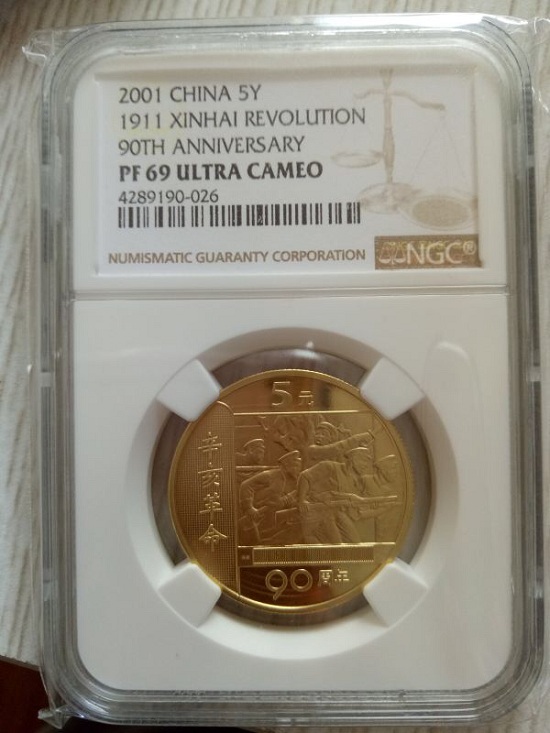 2001 CHINA 5Y
1911 XINHAI REVOLUTION
90TH ANNIVERSARY
PF 69 ULTRA CAMEO
4289190-026
NUMISMATIC GUARANTY CORPORATION
NGC®
5元
辛亥革命
90周年